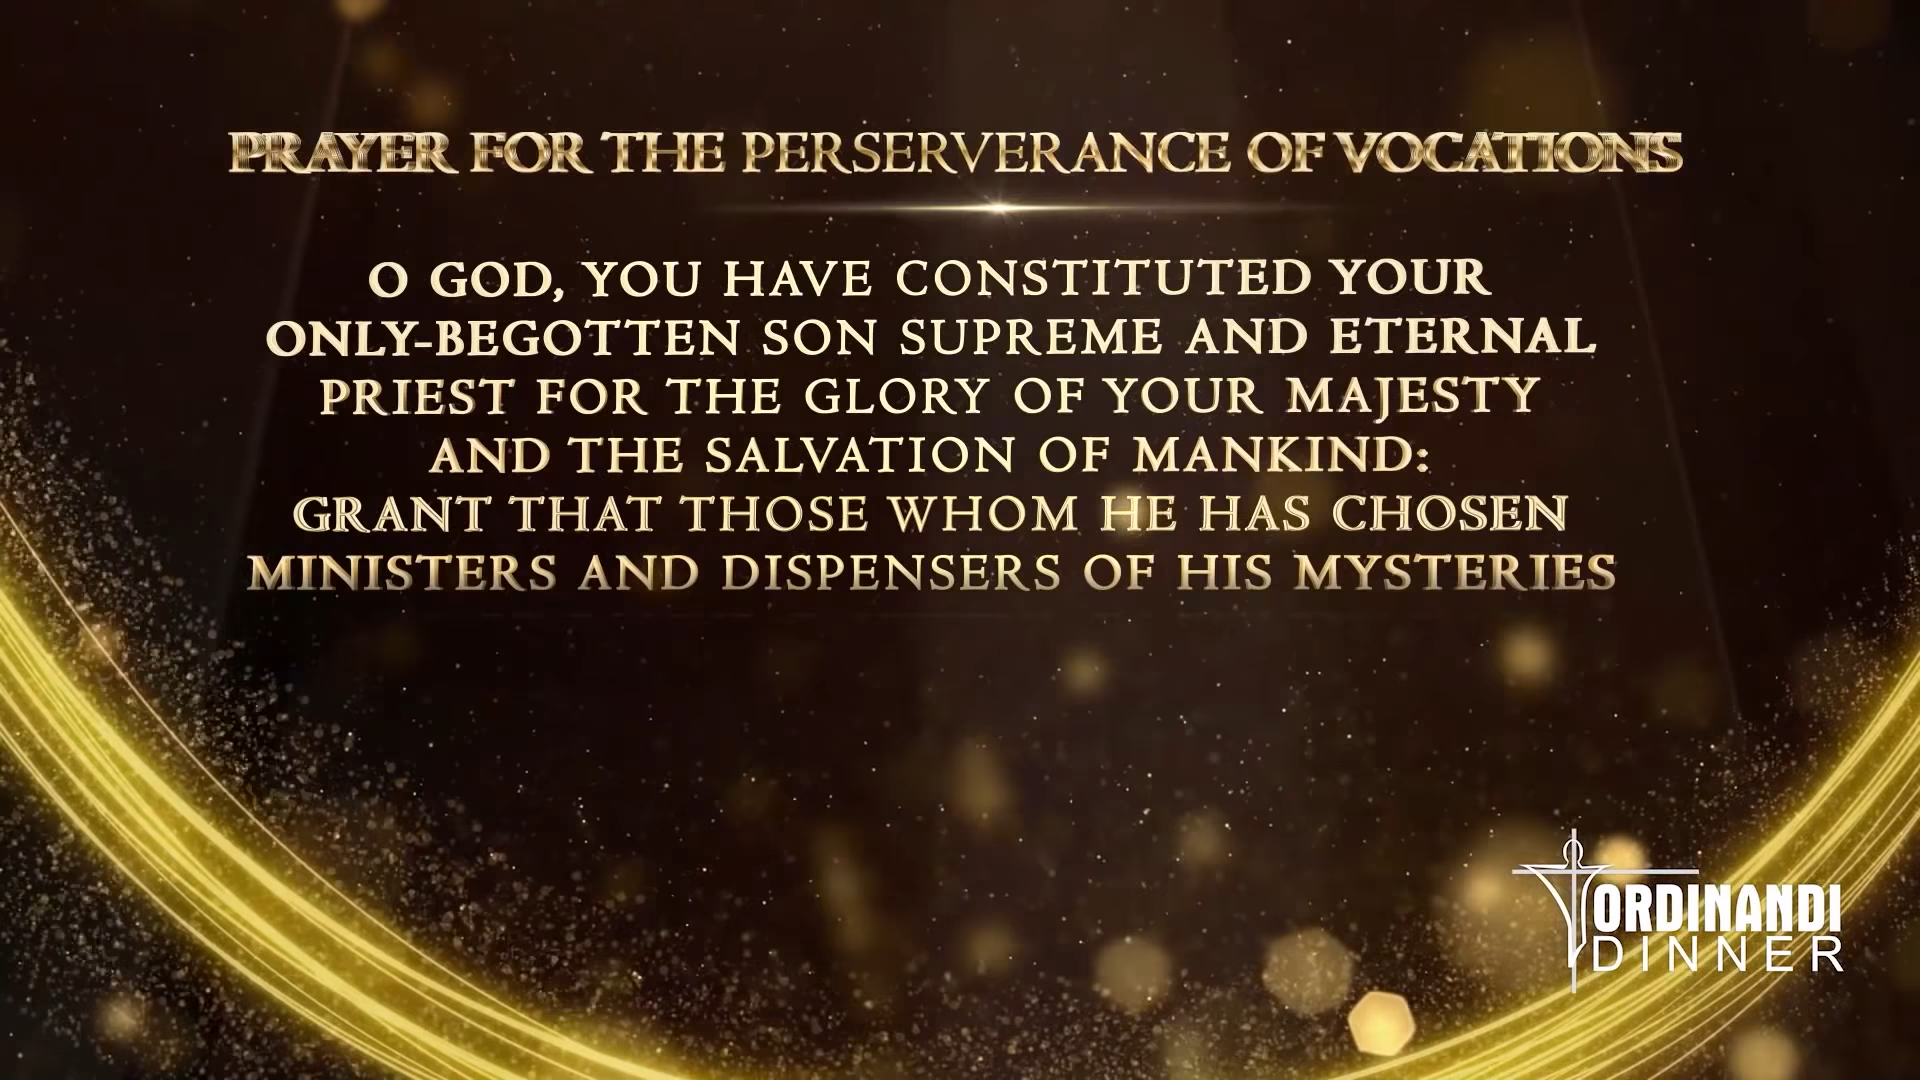 PRAYER FOR THE PERSERVERANCE OF VOCATIONS
O GOD, YOU HAVE CONSTITUTED YOUR
ONLY-BEGOTTEN SON SUPREME AND ETERNAL
PRIEST FOR THE GLORY OF YOUR MAJESTY
AND THE SALVATION OF MANKIND:
GRANT THAT THOSE WHOM HE HAS CHOSEN
MINISTERS AND DISPENSERS OF HIS MYSTERIES
ORDINANDI
DINNER